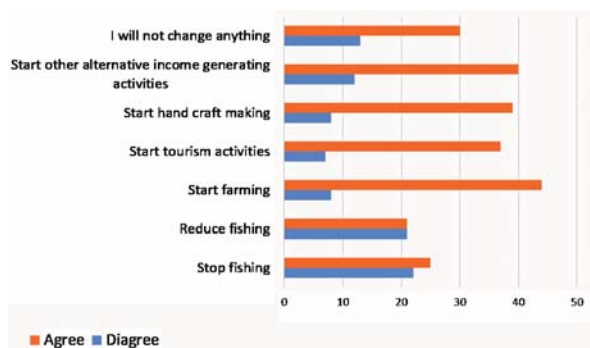 I will not change anything
Start other alternative income generating
activities
Start hand craft making
Start tourism activities
Start farming
Reduce fishing
Stop fishing
0 10 20 30 40 50
Agree Diagree